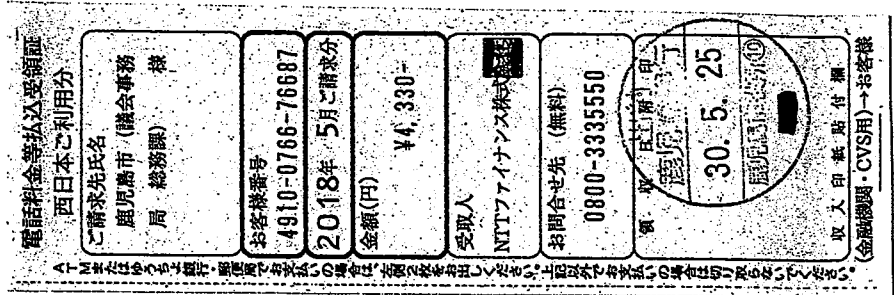 電話料金等払込受領証
西日本ご利用分
ご請求先氏名
鹿児島市(議会事務
局 総務課) 様
お客様番号
4910-0766-76687
2018年 5月ご請求分
金額(円)
¥4,330-
受取人
NTTファイナンス株式会社
お問合せ先 (無料)
0800-3335550
領収日附印
鹿児
30.5.25
収入印紙貼付欄
(金融機関・CVS用)→お客様
ATMまたはゆうちょ銀行・郵便局でお支払いの場合は、左側2枚をお出しください。上記以外でお支払いの場合は切り取らないでください。